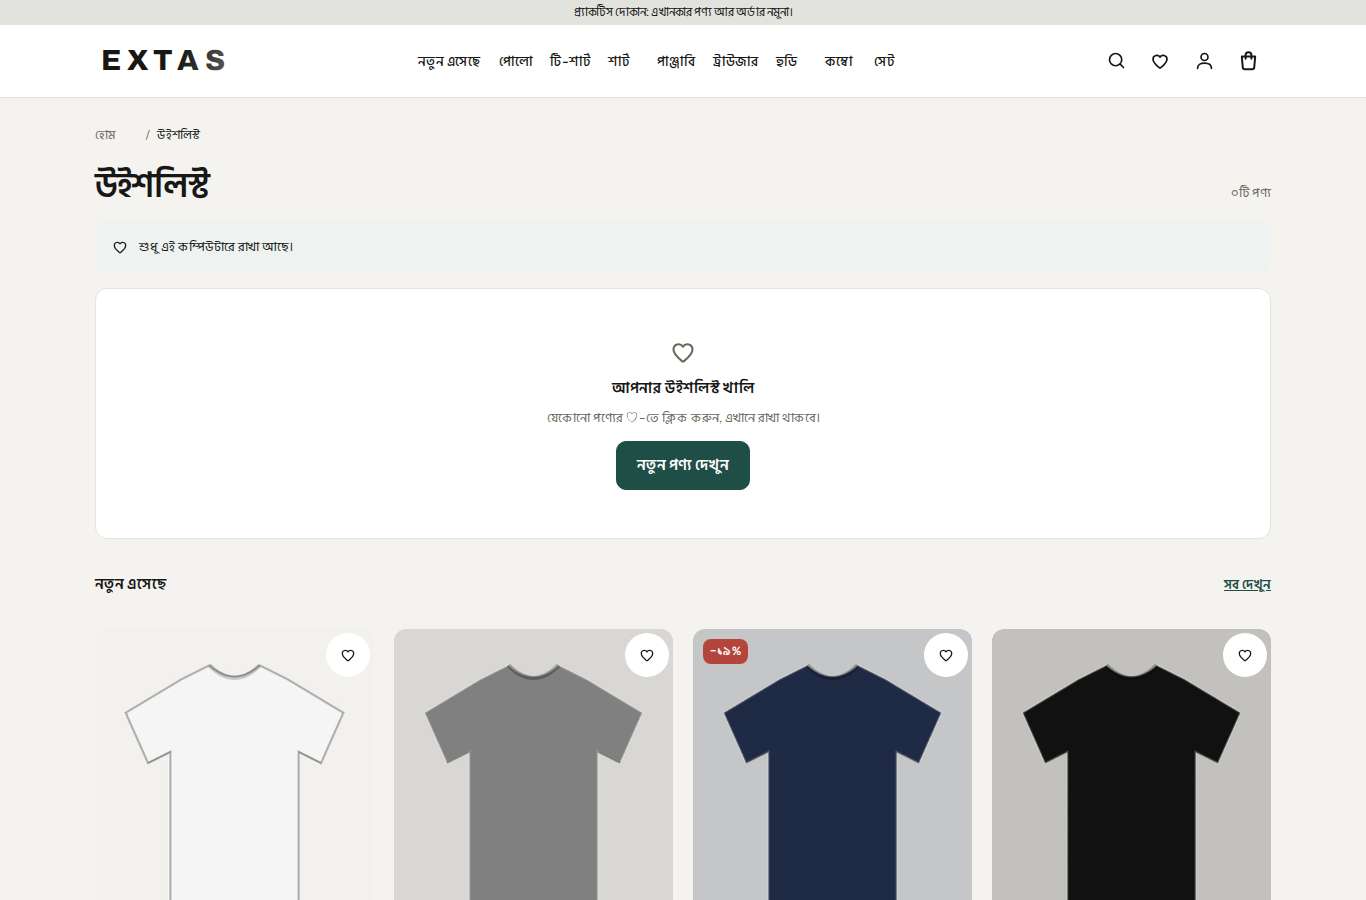 প্র্যাকটিস দোকান: এখানকার পণ্য আর অর্ডার নমুনা।
EXTAS
নতুন এসেছে পোলো টি-শার্ট শার্ট পাঞ্জাবি ট্রাউজার হুডি কম্বো সেট
হোম / উইশলিস্ট
উইশলিস্ট
০টি পণ্য
শুধু এই কম্পিউটারে রাখা আছে।
আপনার উইশলিস্ট খালি
যেকোনো পণ্যের ♡-তে ক্লিক করুন, এখানে রাখা থাকবে।
নতুন পণ্য দেখুন
নতুন এসেছে
সব দেখুন
-১৯%